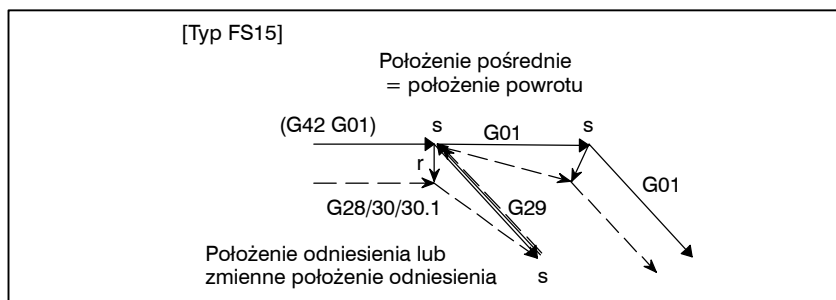 [Typ FS15]
Położenie pośrednie
= położenie powrotu
(G42 G01)
s
G01
s
r
G01
G28/30/30.1
G29
Położenie odniesienia lub
zmienne położenie odniesienia
s